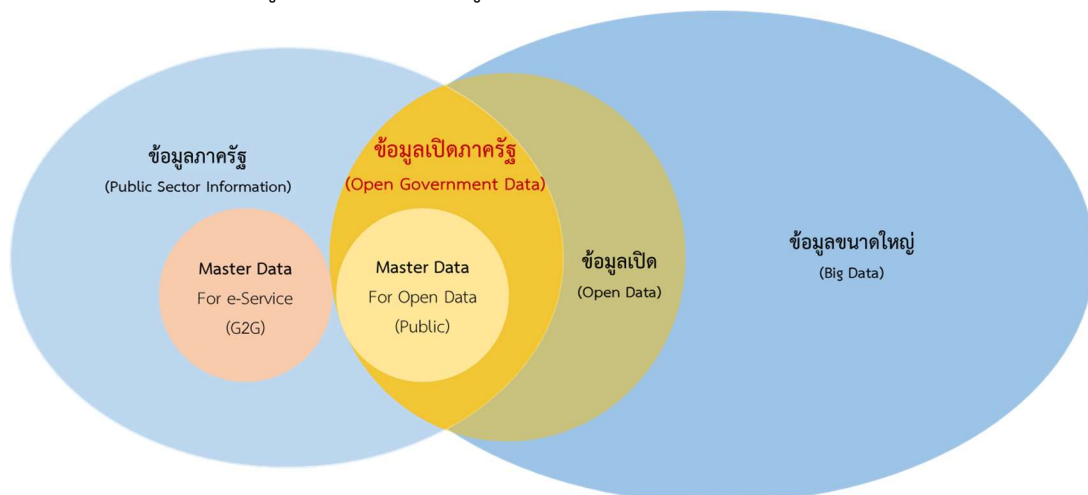 ข้อมูลภาครัฐ
(Public Sector Information)
ข้อมูลเปิดภาครัฐ
(Open Government Data)
Master Data
For e-Service
(G2G)
Master Data
For Open Data
(Public)
ข้อมูลเปิด
(Open Data)
ข้อมูลขนาดใหญ่
(Big Data)